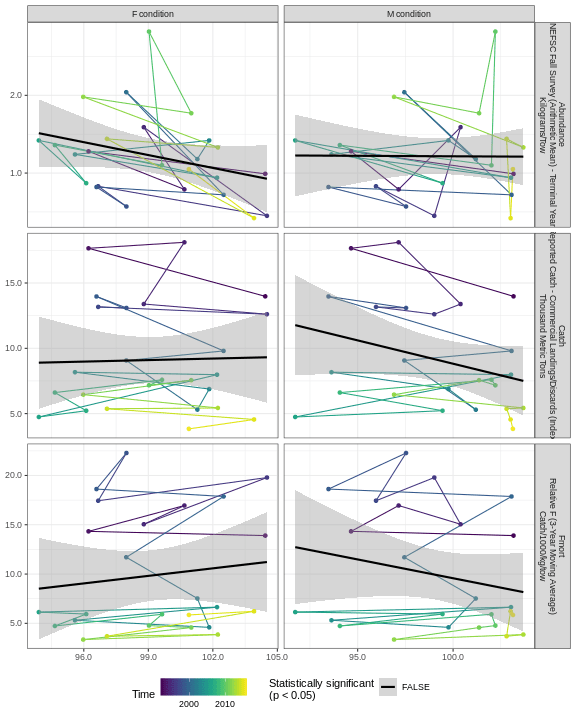 F condition
M condition
2.0
1.0
Abundance
NEFSC Fall Survey (Arithmetic Mean) - Terminal Year
Kilograms/tow
15.0
10.0
5.0
Catch
eported Catch - Commercial Landings/Discards (Index
Thousand Metric Tons
20.0
15.0
10.0
5.0
Fmort
Relative F (3-Year Moving Average)
Catch/1000/kg/tow
96.0
99.0
102.0
105.0
95.0
100.0
Time
2000
2010
Statistically significant
(p < 0.05)
FALSE